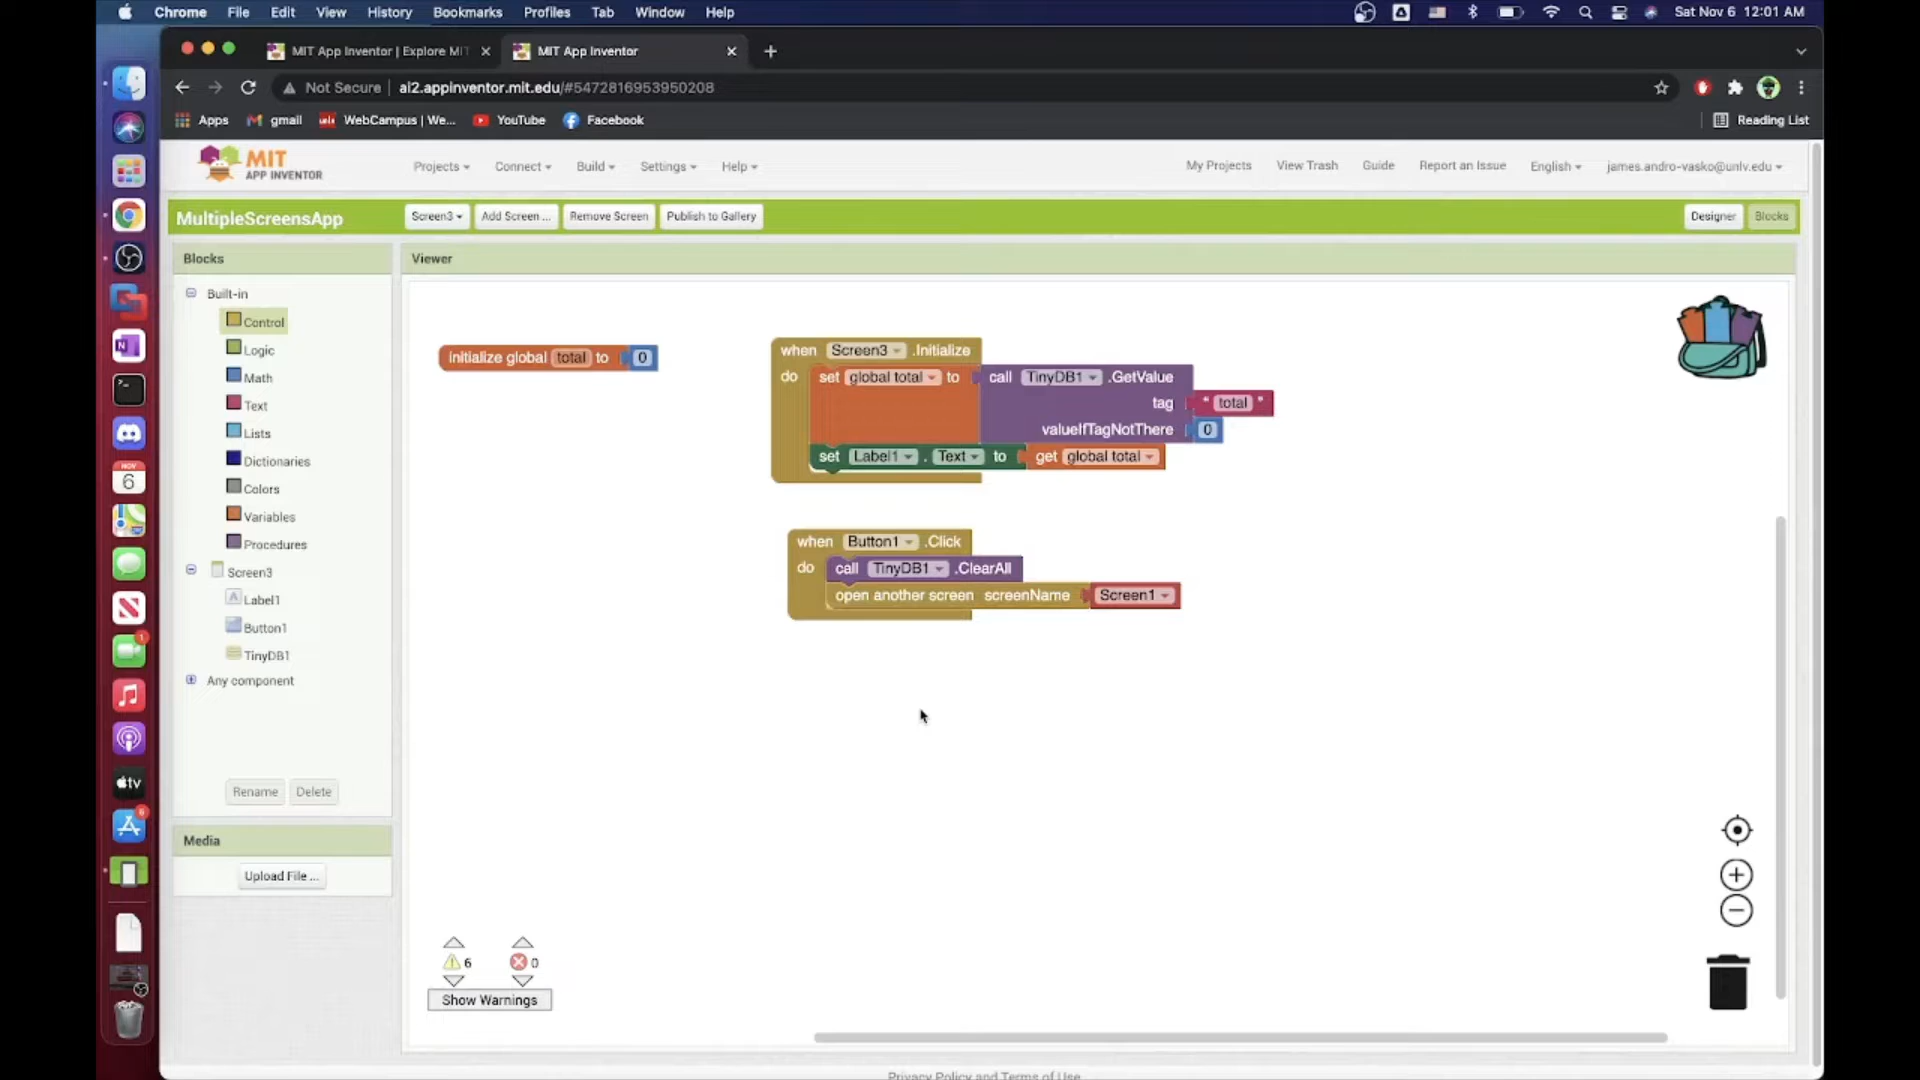 Chrome File Edit View History Bookmarks Profiles Tab Window Help
Sat Nov 6 12:01 AM
MIT App Inventor | Explore MIT
MIT App Inventor
Not Secure | ai2.appinventor.mit.edu/#5472816953950208
Apps gmail WebCampus | We... YouTube Facebook Reading List
MIT
APP INVENTOR
Projects Connect Build Settings Help
My Projects View Trash Guide Report an Issue English james.andro-vasko@unlv.edu
MultipleScreensApp
Screen3 Add Screen ... Remove Screen Publish to Gallery
Designer Blocks
Blocks
Viewer
Built-in
Control
Logic
Math
Text
Lists
Dictionaries
Colors
Variables
Procedures
Screen3
Label1
Button1
TinyDB1
Any component
Rename Delete
Media
Upload File ...
initialize global total to 0
when Screen3 .Initialize
do set global total to call TinyDB1 .GetValue
tag " total "
valueIfTagNotThere 0
set Label1 . Text to get global total
when Button1 .Click
do call TinyDB1 .ClearAll
open another screen screenName Screen1
6 0
Show Warnings
Privacy Policy and Terms of Use
NOV
6
tv
1
6